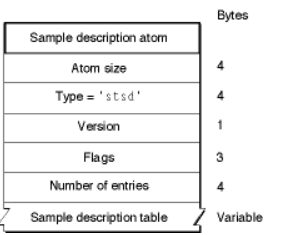 Bytes
Sample description atom
Atom size 4
Type = 'stsd' 4
Version 1
Flags 3
Number of entries 4
Sample description table Variable